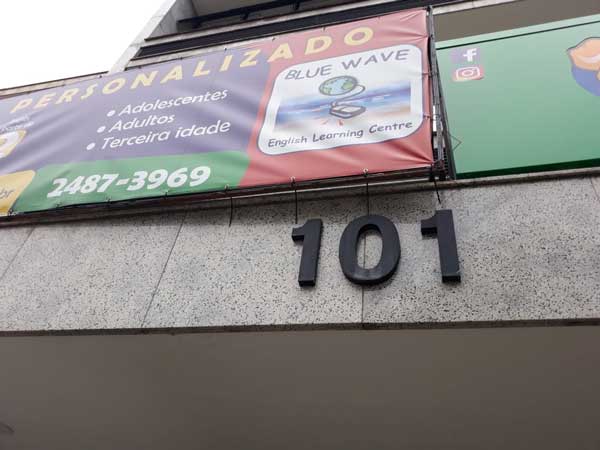 PERSONALIZADO
• Adolescentes
• Adultos
• Terceira idade
2487-3969
BLUE WAVE
English Learning Centre
101